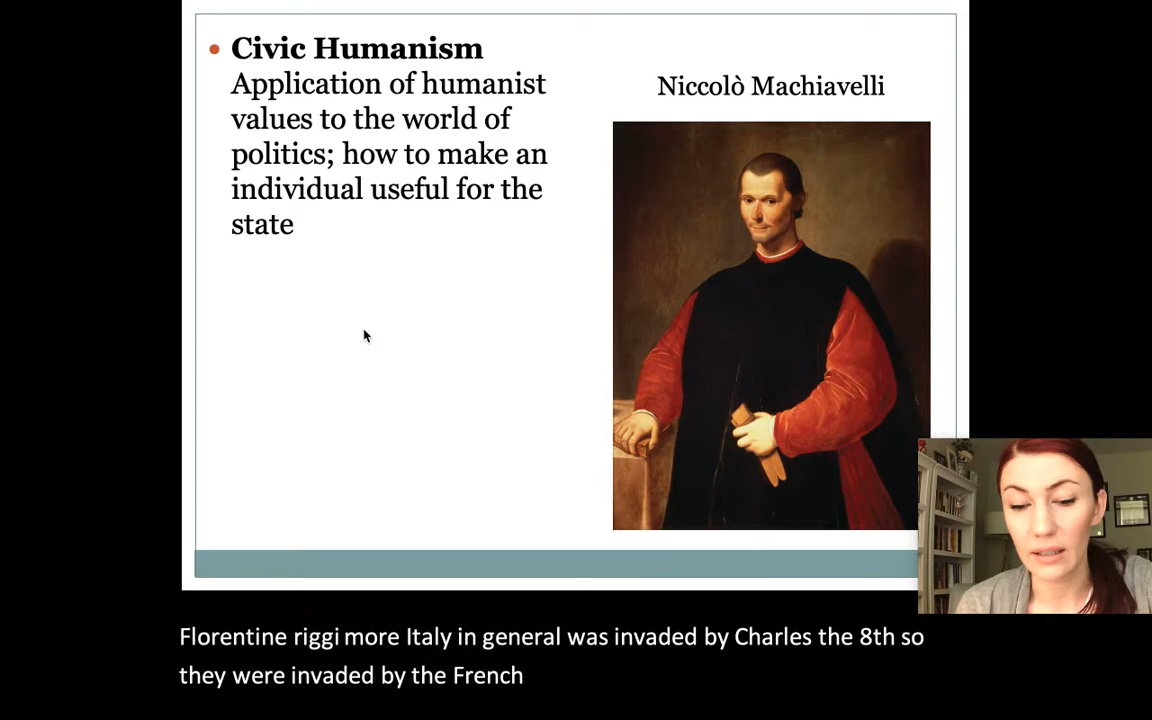 Civic Humanism
Application of humanist
values to the world of
politics; how to make an
individual useful for the
state
Niccolò Machiavelli
Florentine riggi more Italy in general was invaded by Charles the 8th so
they were invaded by the French